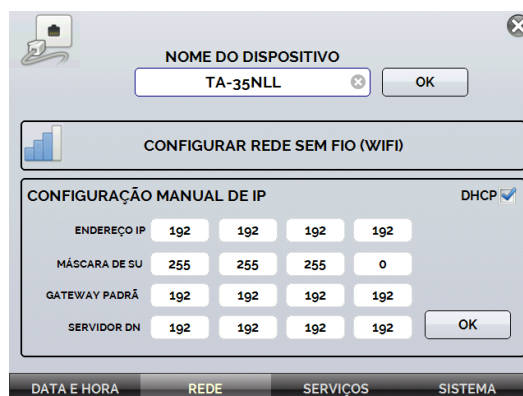 NOME DO DISPOSITIVO
TA-35NLL OK
CONFIGURAR REDE SEM FIO (WIFI)
CONFIGURAÇÃO MANUAL DE IP DHCP
ENDEREÇO IP 192 192 192 192
MÁSCARA DE SU 255 255 255 0
GATEWAY PADRÃ 192 192 192 192
SERVIDOR DN 192 192 192 192 OK
DATA E HORA REDE SERVIÇOS SISTEMA